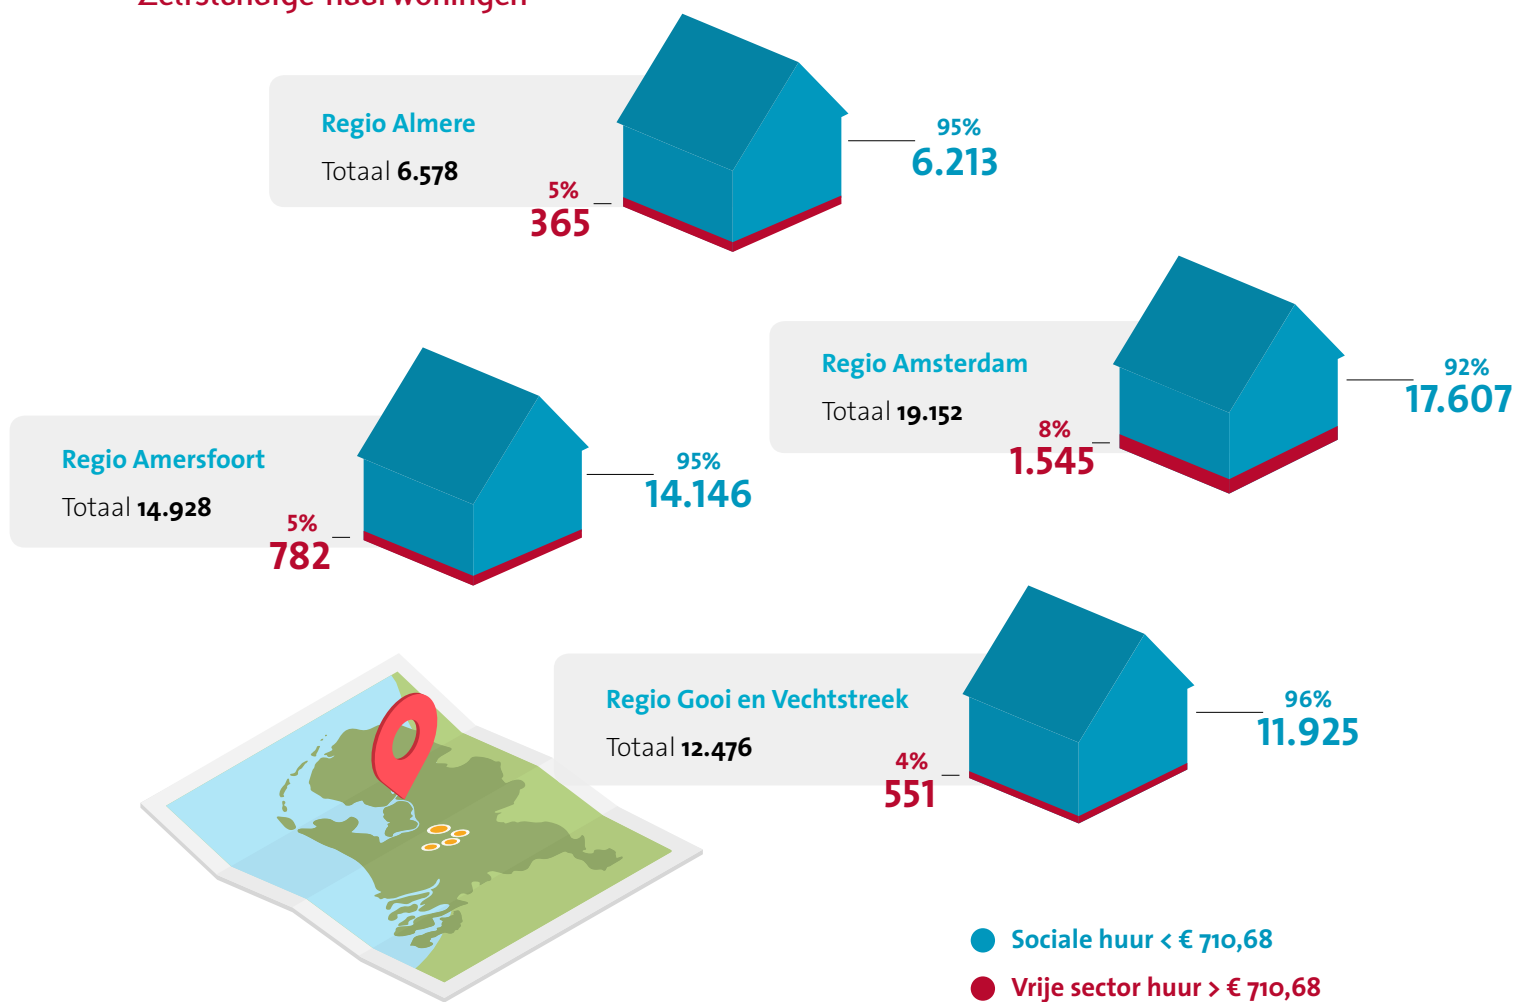 Zelfstandige huurwoningen
Regio Almere
Totaal 6.578
5%
365
95%
6.213
Regio Amsterdam
Totaal 19.152
8%
1.545
92%
17.607
Regio Amersfoort
Totaal 14.928
5%
782
95%
14.146
Regio Gooi en Vechtstreek
Totaal 12.476
4%
551
96%
11.925
Sociale huur < € 710,68
Vrije sector huur > € 710,68